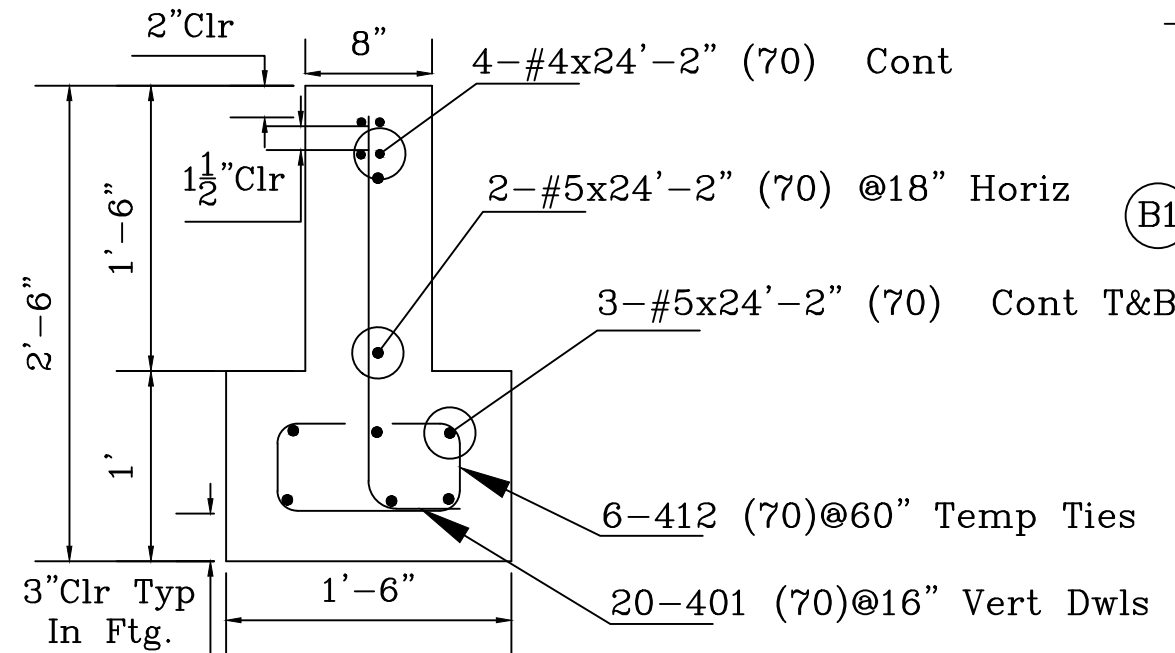 2"Clr
8"
4-#4x24'-2" (70) Cont
1½"Clr
2-#5x24'-2" (70) @18" Horiz
B1
1'-6"
2'-6"
3-#5x24'-2" (70) Cont T&B
1'
6-412 (70)@60" Temp Ties
3"Clr Typ
In Ftg.
1'-6"
20-401 (70)@16" Vert Dwls